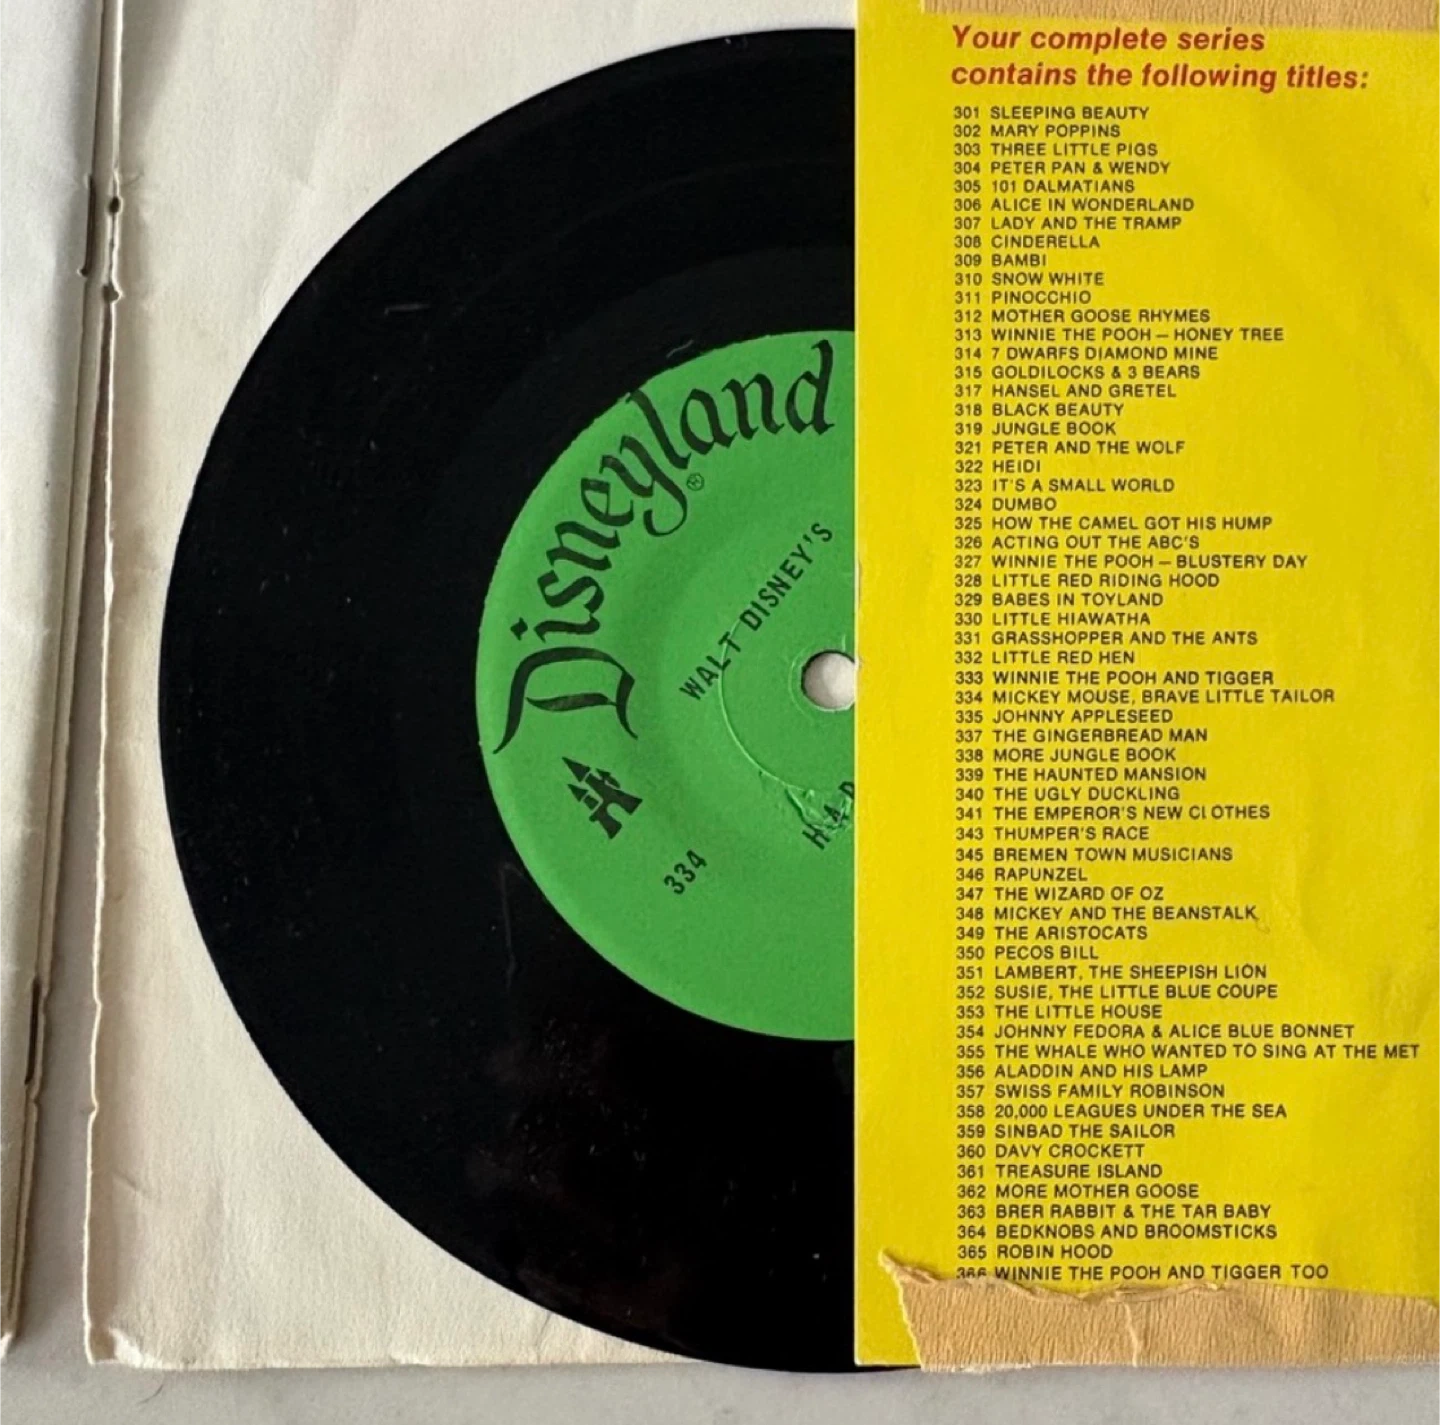 Disneyland®
WALT DISNEY'S
334
Your complete series
contains the following titles:
301 SLEEPING BEAUTY
302 MARY POPPINS
303 THREE LITTLE PIGS
304 PETER PAN & WENDY
305 101 DALMATIANS
306 ALICE IN WONDERLAND
307 LADY AND THE TRAMP
308 CINDERELLA
309 BAMBI
310 SNOW WHITE
311 PINOCCHIO
312 MOTHER GOOSE RHYMES
313 WINNIE THE POOH – HONEY TREE
314 7 DWARFS DIAMOND MINE
315 GOLDILOCKS & 3 BEARS
317 HANSEL AND GRETEL
318 BLACK BEAUTY
319 JUNGLE BOOK
321 PETER AND THE WOLF
322 HEIDI
323 IT'S A SMALL WORLD
324 DUMBO
325 HOW THE CAMEL GOT HIS HUMP
326 ACTING OUT THE ABC'S
327 WINNIE THE POOH – BLUSTERY DAY
328 LITTLE RED RIDING HOOD
329 BABES IN TOYLAND
330 LITTLE HIAWATHA
331 GRASSHOPPER AND THE ANTS
332 LITTLE RED HEN
333 WINNIE THE POOH AND TIGGER
334 MICKEY MOUSE, BRAVE LITTLE TAILOR
335 JOHNNY APPLESEED
337 THE GINGERBREAD MAN
338 MORE JUNGLE BOOK
339 THE HAUNTED MANSION
340 THE UGLY DUCKLING
341 THE EMPEROR'S NEW CLOTHES
343 THUMPER'S RACE
345 BREMEN TOWN MUSICIANS
346 RAPUNZEL
347 THE WIZARD OF OZ
348 MICKEY AND THE BEANSTALK
349 THE ARISTOCATS
350 PECOS BILL
351 LAMBERT, THE SHEEPISH LION
352 SUSIE, THE LITTLE BLUE COUPE
353 THE LITTLE HOUSE
354 JOHNNY FEDORA & ALICE BLUE BONNET
355 THE WHALE WHO WANTED TO SING AT THE MET
356 ALADDIN AND HIS LAMP
357 SWISS FAMILY ROBINSON
358 20,000 LEAGUES UNDER THE SEA
359 SINBAD THE SAILOR
360 DAVY CROCKETT
361 TREASURE ISLAND
362 MORE MOTHER GOOSE
363 BRER RABBIT & THE TAR BABY
364 BEDKNOBS AND BROOMSTICKS
365 ROBIN HOOD
366 WINNIE THE POOH AND TIGGER TOO